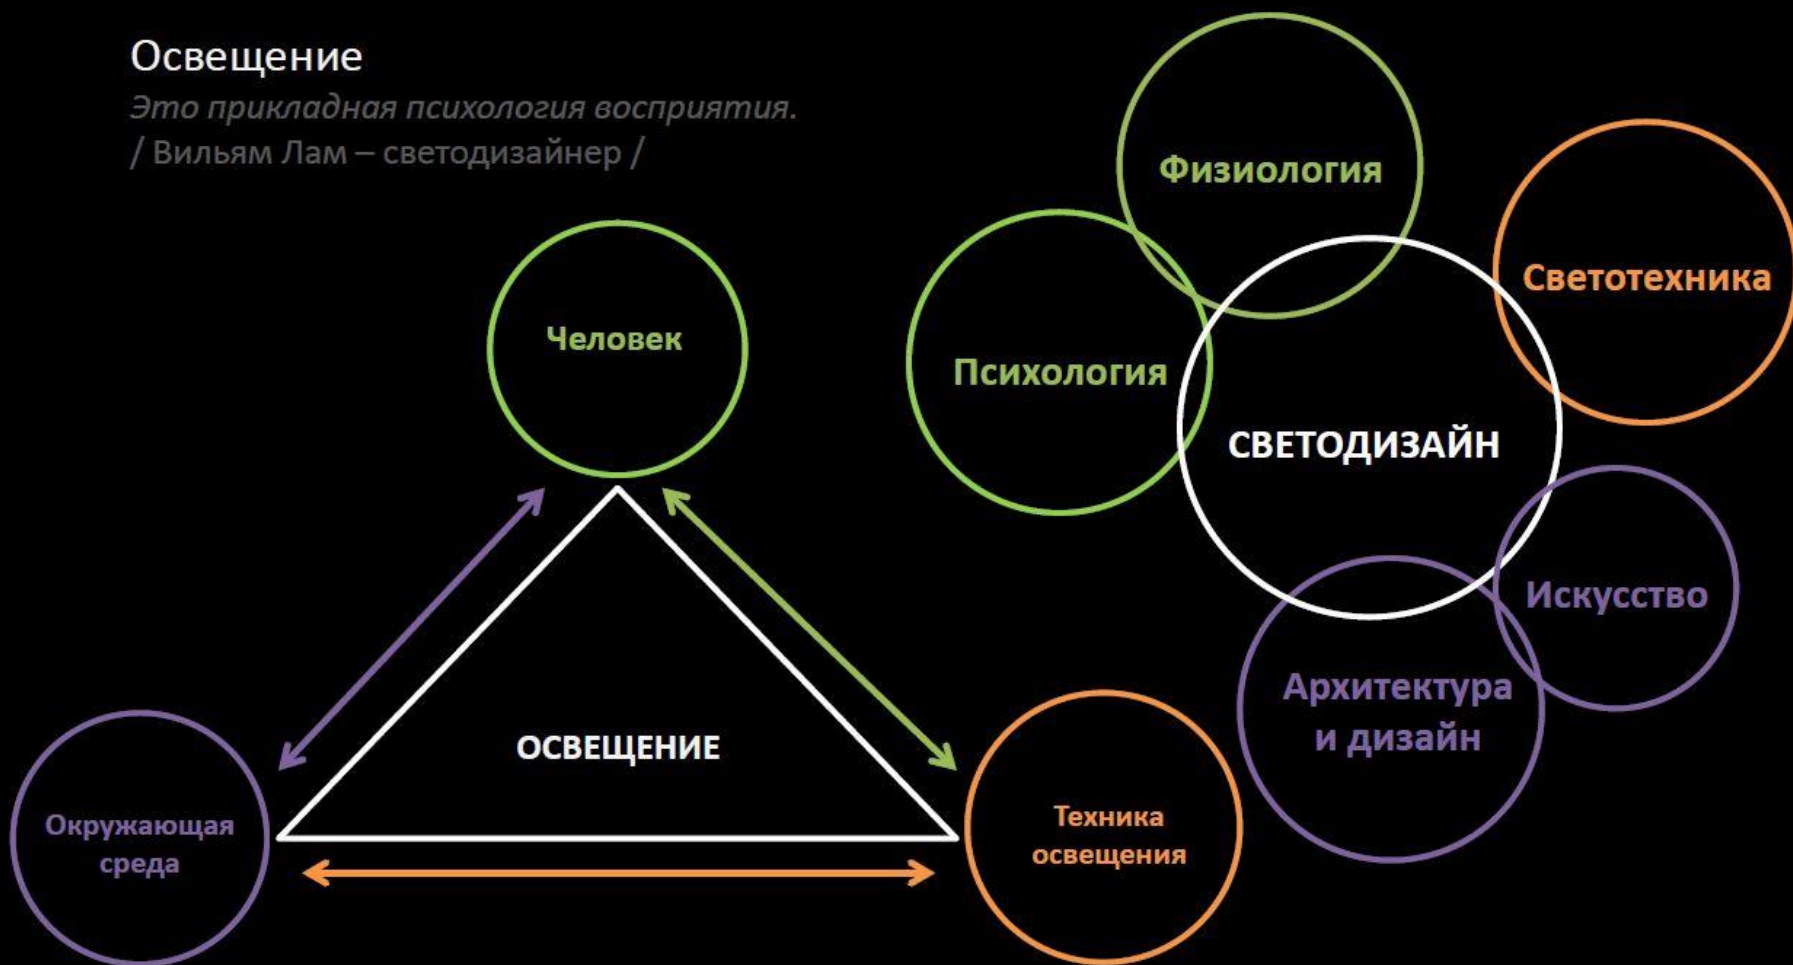 Освещение
Это прикладная психология восприятия.
/ Вильям Лам – светодизайнер /
Человек
ОСВЕЩЕНИЕ
Окружающая
среда
Техника
освещения
Физиология
Светотехника
Психология
СВЕТОДИЗАЙН
Искусство
Архитектура
и дизайн